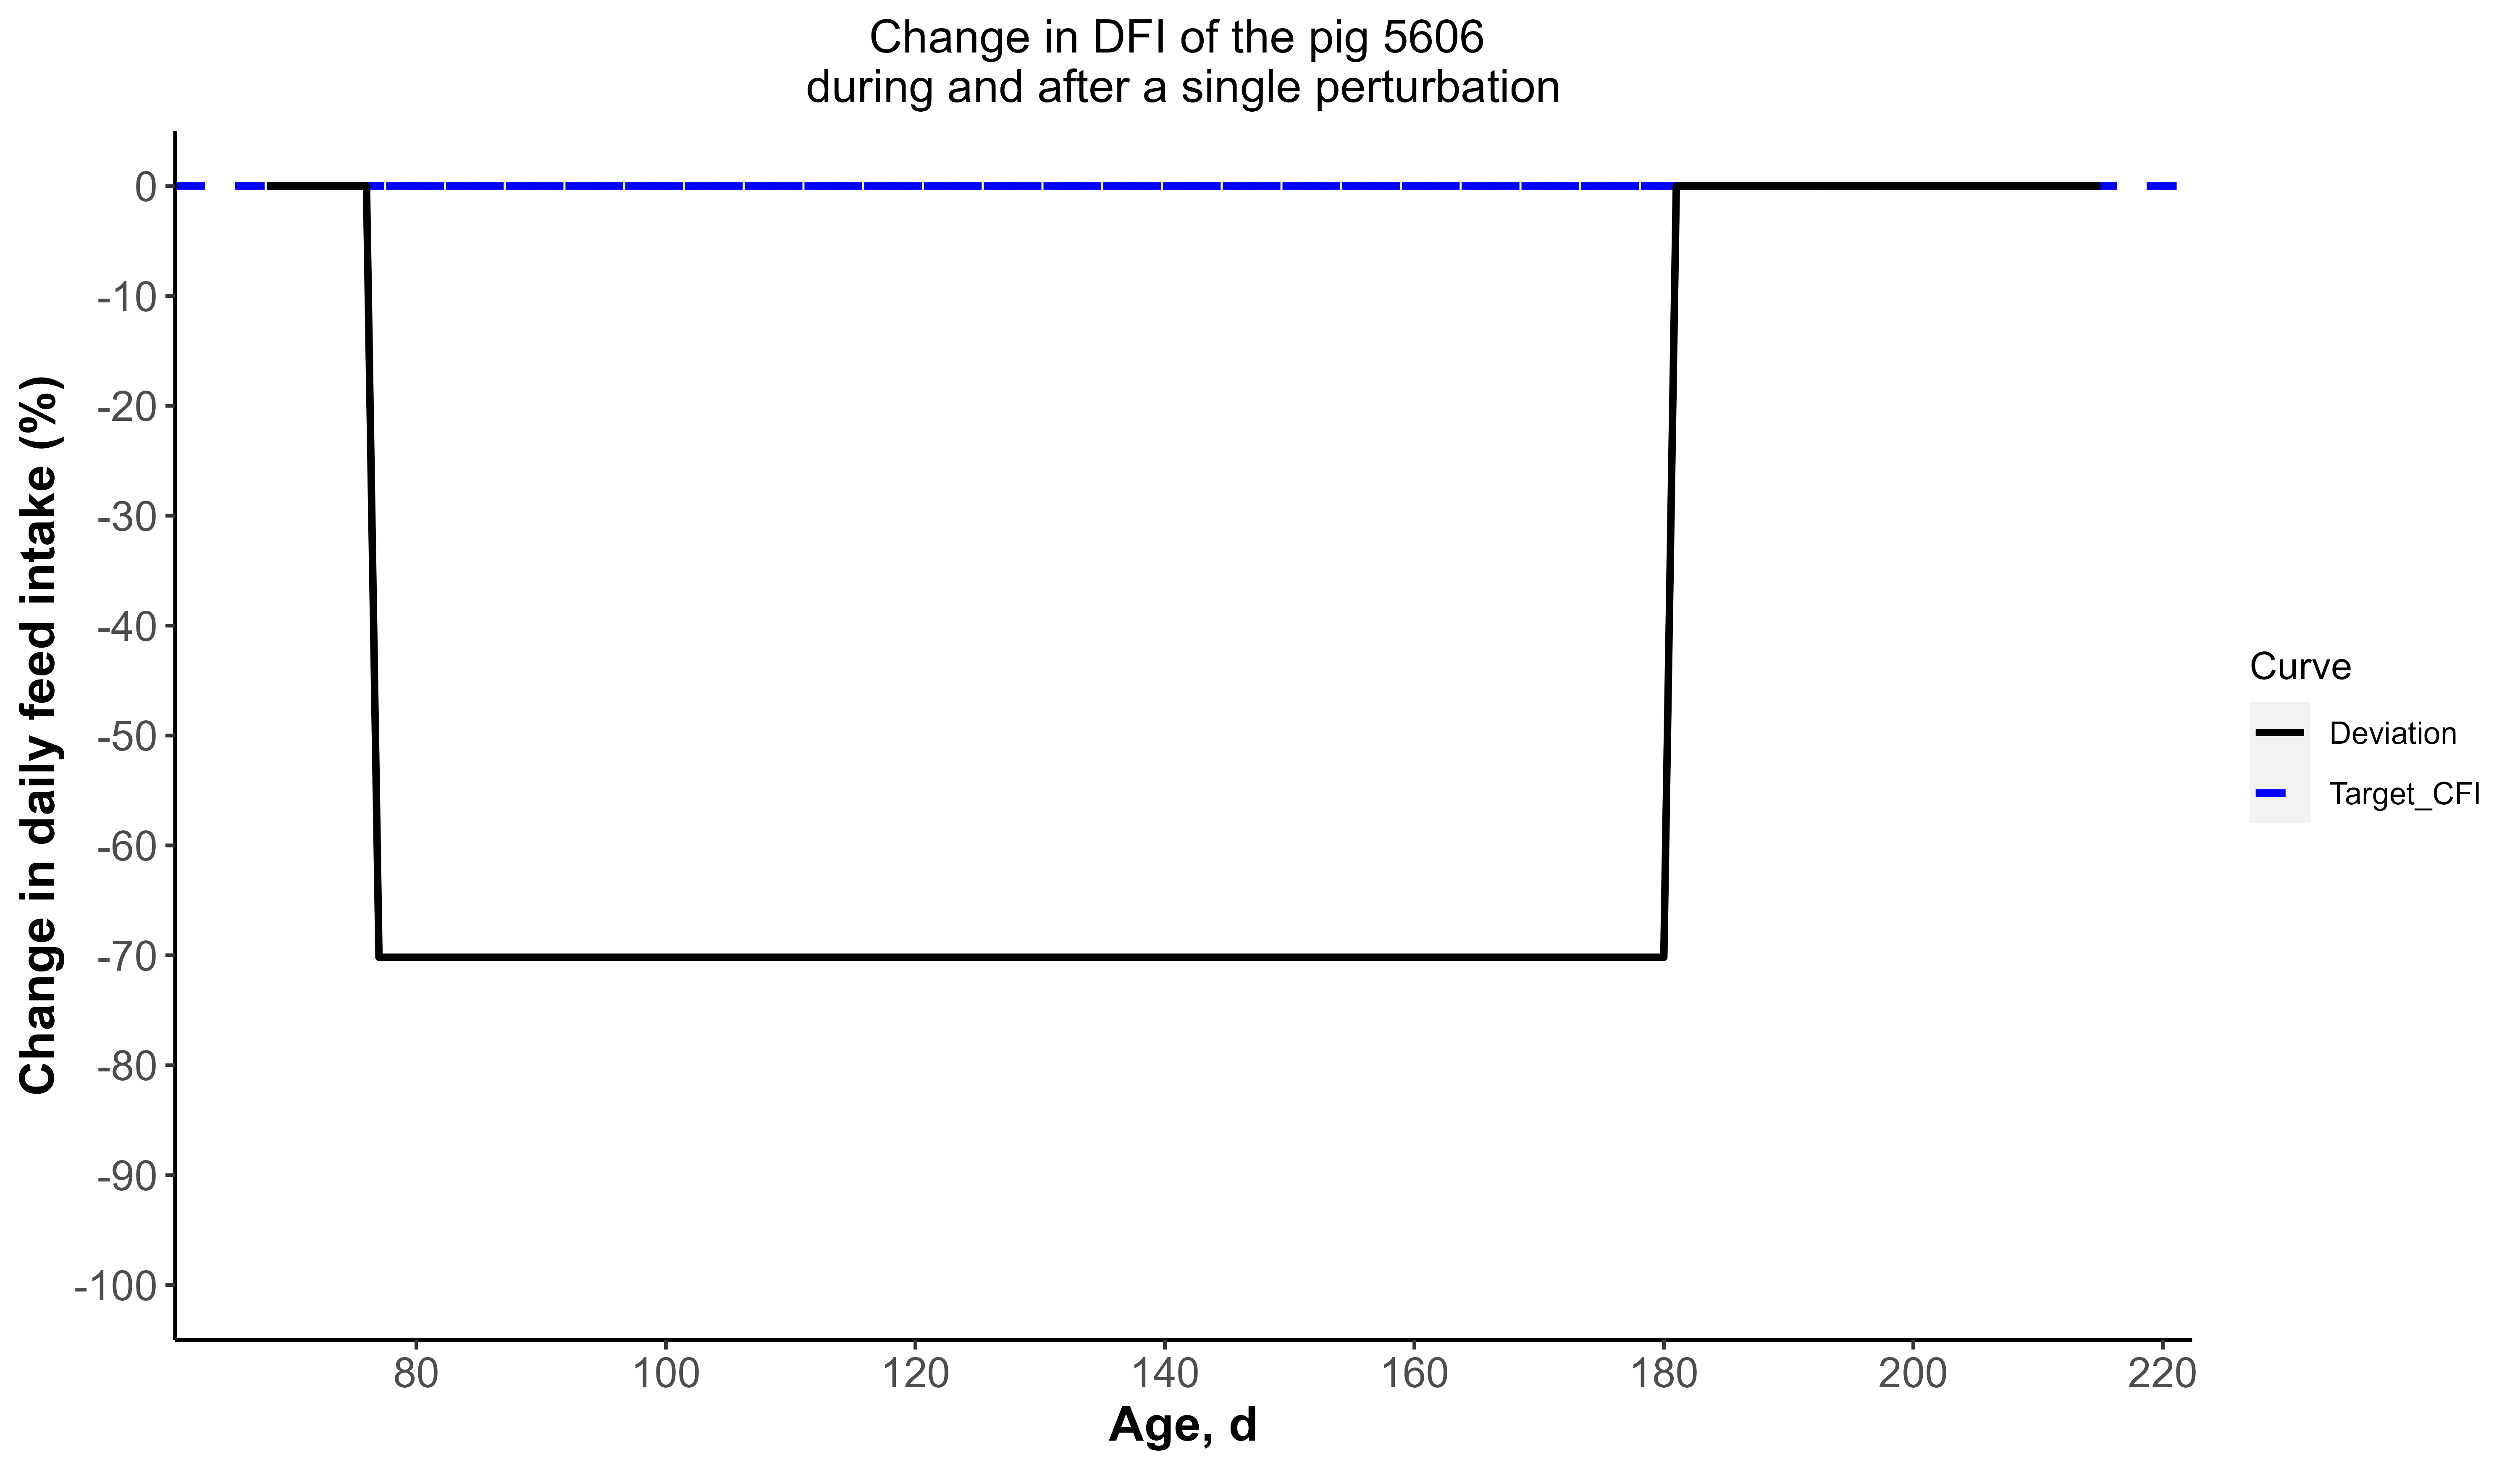 Change in DFI of the pig 5606
during and after a single perturbation
Change in daily feed intake (%)
0
-10
-20
-30
-40
-50
-60
-70
-80
-90
-100
80 100 120 140 160 180 200 220
Age, d
Curve
Deviation
Target_CFI